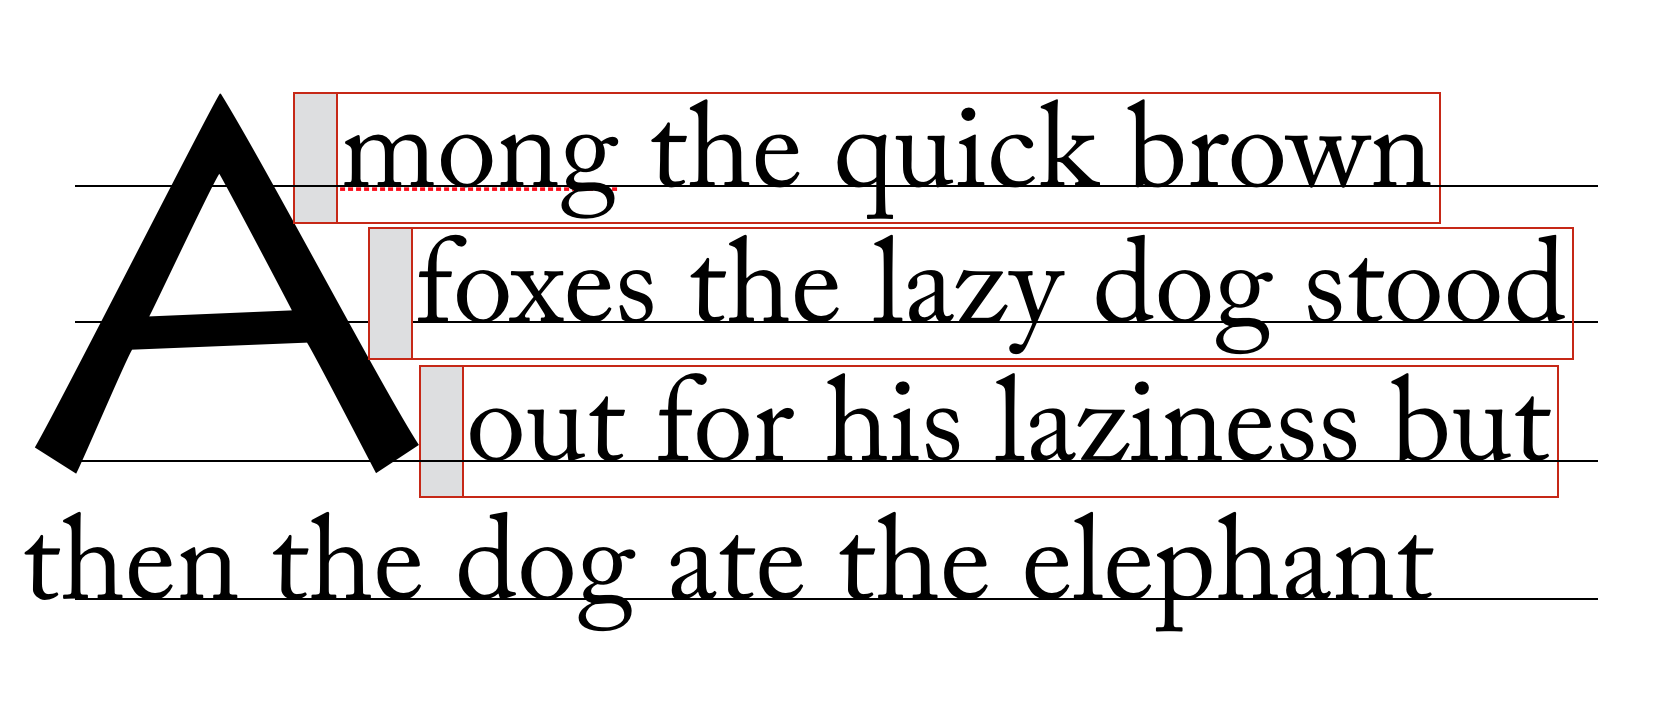 Among the quick brown
foxes the lazy dog stood
out for his laziness but
then the dog ate the elephant